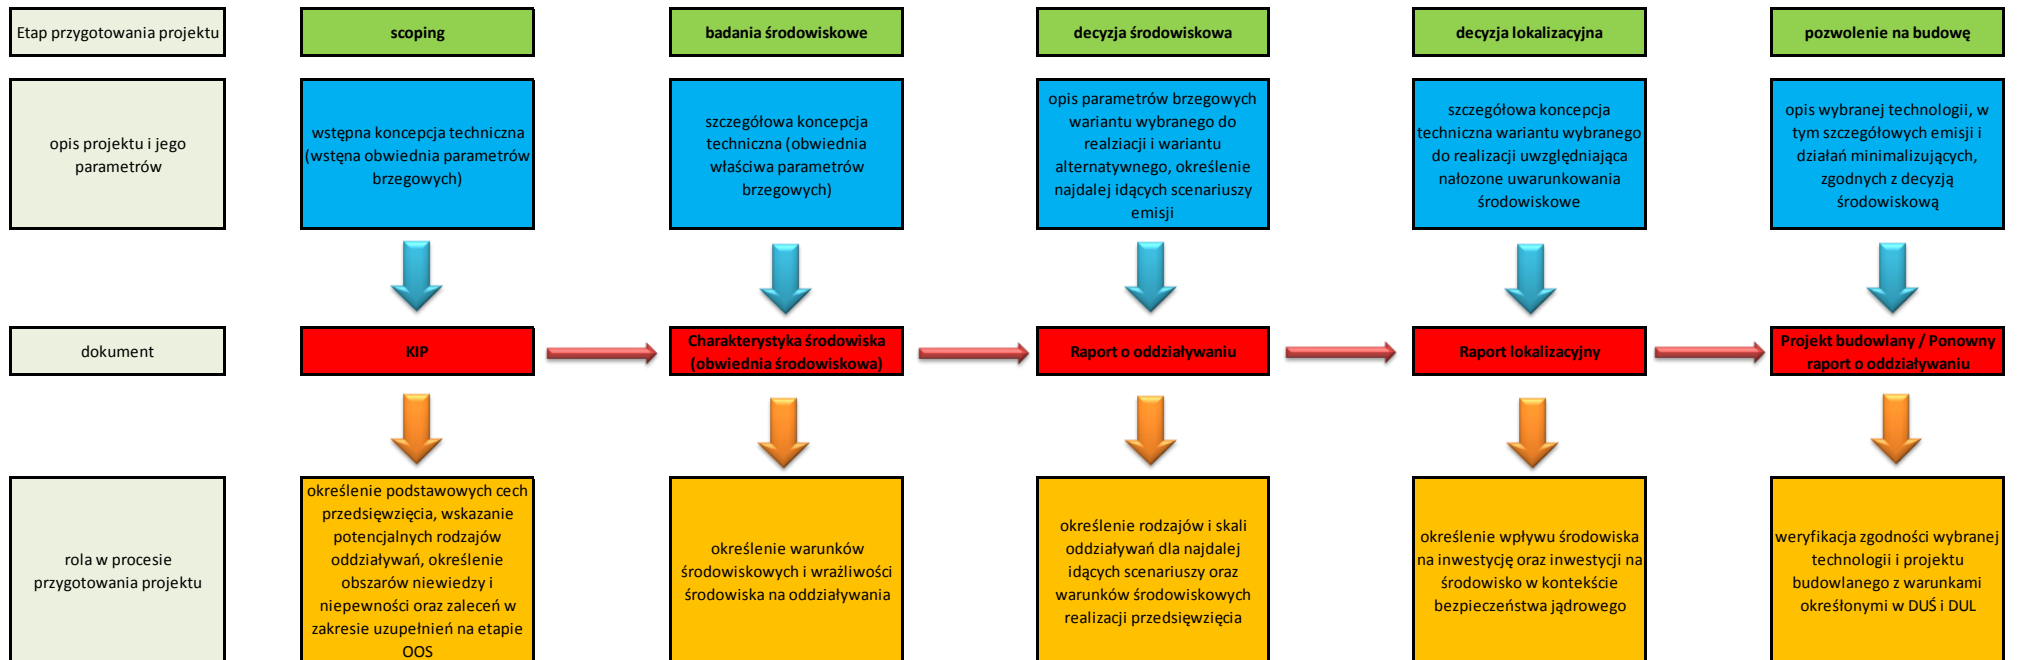 Etap przygotowania projektu
scoping
badania środowiskowe
decyzja środowiskowa
decyzja lokalizacyjna
pozwolenie na budowę
opis projektu i jego
parametrów
wstępna koncepcja techniczna
(wstęna obwiednia parametrów
brzegowych)
szczegółowa koncepcja
techniczna (obwiednia
właściwa parametrów
brzegowych)
opis parametrów brzegowych
wariantu wybranego do
realziacji i wariantu
alternatywnego, określenie
najdalej idących scenariuszy
emisji
szczegółowa koncepcja
techniczna wariantu wybranego
do realizacji uwzględniająca
nałozone uwarunkowania
środowiskowe
opis wybranej technologii, w
tym szczegółowych emisji i
działań minimalizujących,
zgodnych z decyzją
środowiskową
dokument
KIP
Charakterystyka środowiska
(obwiednia środowiskowa)
Raport o oddziaływaniu
Raport lokalizacyjny
Projekt budowlany / Ponowny
raport o oddziaływaniu
rola w procesie
przygotowania projektu
określenie podstawowych cech
przedsięwzięcia, wskazanie
potencjalnych rodzajów
oddziaływań, określenie
obszarów niewiedzy i
niepewności oraz zaleceń w
zakresie uzupełnień na etapie
OOS
określenie warunków
środowiskowych i wrażliwości
środowiska na oddziaływania
określenie rodzajów i skali
oddziaływań dla najdalej
idących scenariuszy oraz
warunków środowiskowych
realizacji przedsięwzięcia
określenie wpływu środowiska
na inwestycję oraz inwestycji na
środowisko w kontekście
bezpieczeństwa jądrowego
weryfikacja zgodności wybranej
technologii i projektu
budowlanego z warunkami
okreśłonymi w DUŚ i DUL